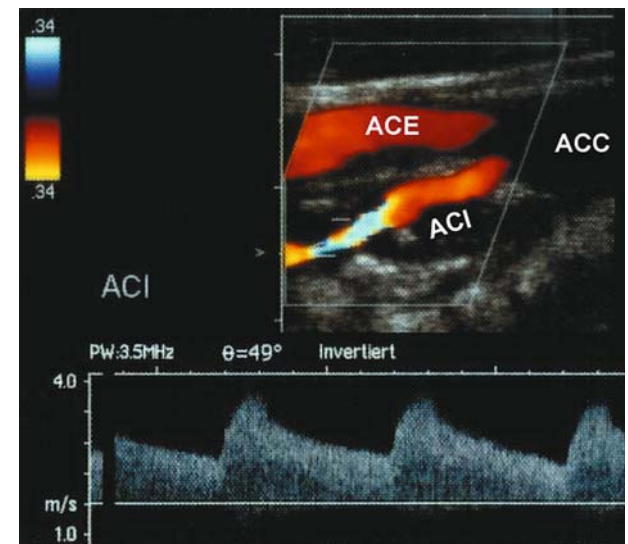 .34
ACE
ACC
ACI
.34
ACI
PW:3.5MHz θ=49° Invertiert
4.0
m/s
1.0